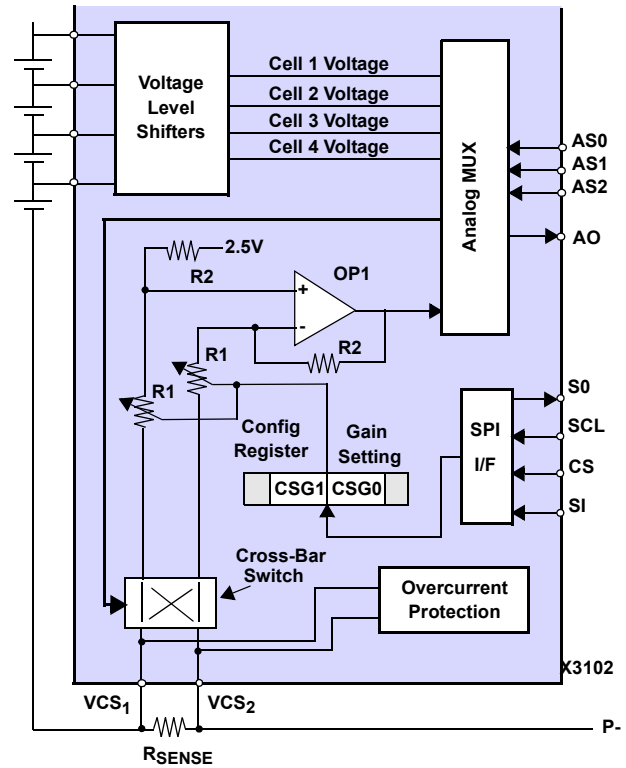 Voltage
Level
Shifters
Cell 1 Voltage
Cell 2 Voltage
Cell 3 Voltage
Cell 4 Voltage
Analog MUX
AS0
AS1
AS2
AO
2.5V
R2
OP1
+
-
R2
R1
R1
Config
Register
Gain
Setting
CSG1
CSG0
SPI
I/F
S0
SCL
CS
SI
Cross-Bar
Switch
Overcurrent
Protection
X3102
VCS1
VCS2
P-
RSENSE